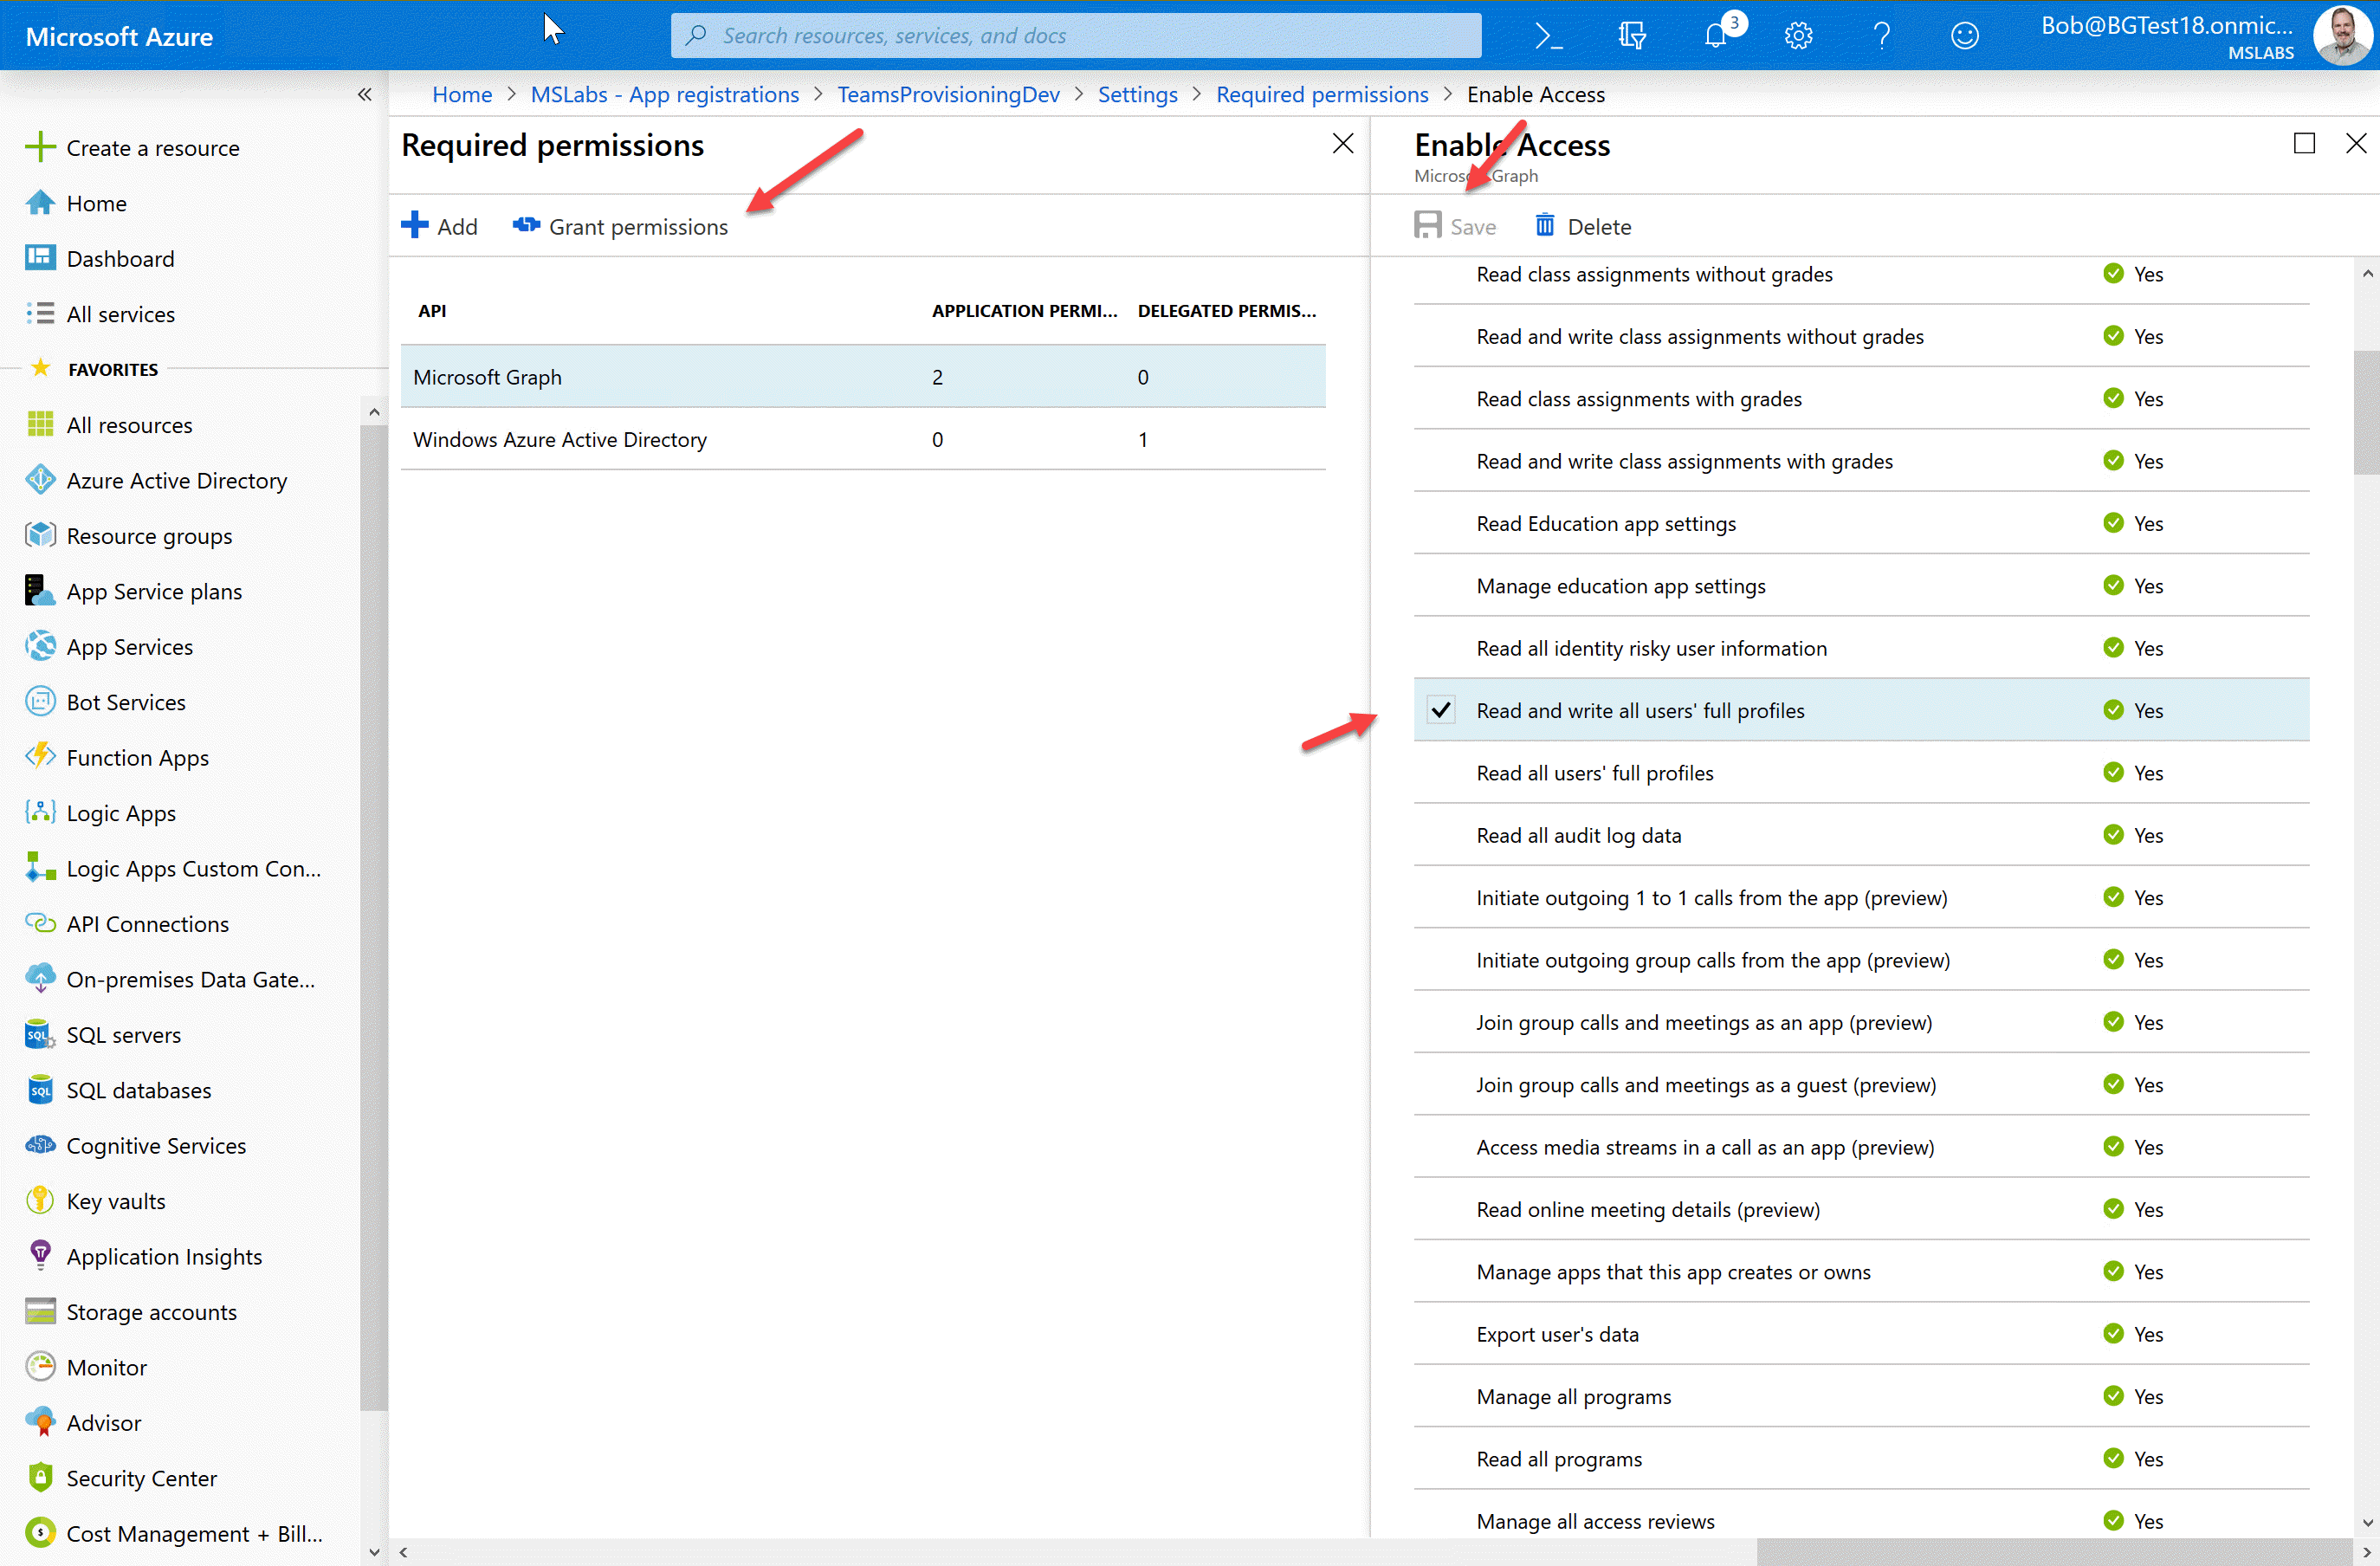 Microsoft Azure
Search resources, services, and docs
3
Bob@BGTest18.onmic...
MSLABS
Home > MSLabs - App registrations > TeamsProvisioningDev > Settings > Required permissions > Enable Access
Create a resource
Home
Dashboard
All services
FAVORITES
All resources
Azure Active Directory
Resource groups
App Service plans
App Services
Bot Services
Function Apps
Logic Apps
Logic Apps Custom Con...
API Connections
On-premises Data Gate...
SQL servers
SQL databases
Cognitive Services
Key vaults
Application Insights
Storage accounts
Monitor
Advisor
Security Center
Cost Management + Bill...
Required permissions
Add Grant permissions
API APPLICATION PERMI... DELEGATED PERMIS...
Microsoft Graph 2 0
Windows Azure Active Directory 0 1
Enable Access
Microsoft Graph
Save Delete
Read class assignments without grades Yes
Read and write class assignments without grades Yes
Read class assignments with grades Yes
Read and write class assignments with grades Yes
Read Education app settings Yes
Manage education app settings Yes
Read all identity risky user information Yes
Read and write all users' full profiles Yes
Read all users' full profiles Yes
Read all audit log data Yes
Initiate outgoing 1 to 1 calls from the app (preview) Yes
Initiate outgoing group calls from the app (preview) Yes
Join group calls and meetings as an app (preview) Yes
Join group calls and meetings as a guest (preview) Yes
Access media streams in a call as an app (preview) Yes
Read online meeting details (preview) Yes
Manage apps that this app creates or owns Yes
Export user's data Yes
Manage all programs Yes
Read all programs Yes
Manage all access reviews Yes